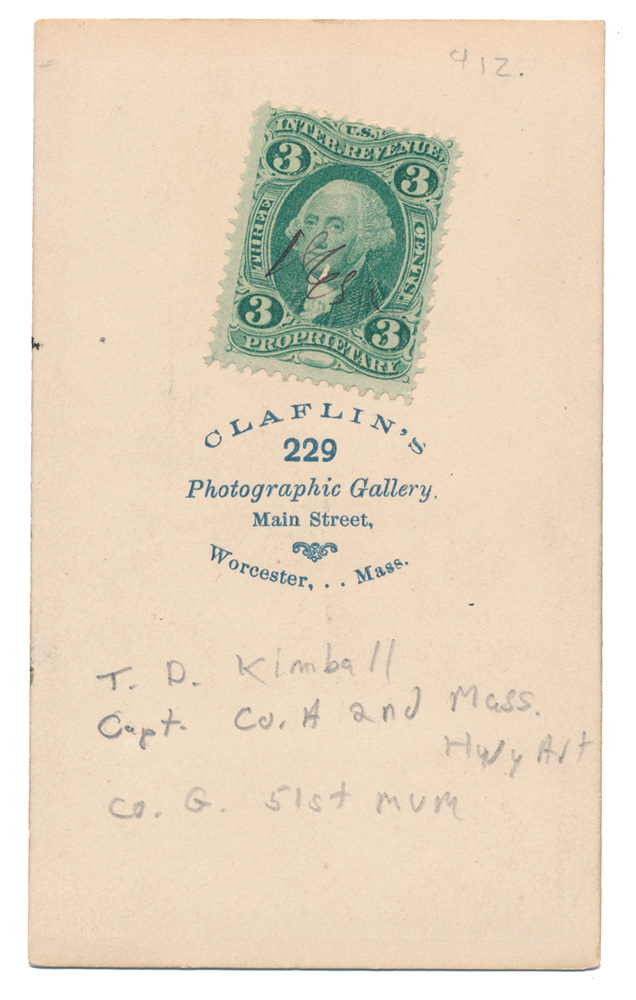 912.
U.S.
INTER. REVENUE.
3 3
THREE CENTS.
3 3
PROPRIETARY
CLAFLIN'S
229
Photographic Gallery.
Main Street,
Worcester, . . Mass.
T. D. Kimball
Capt. Co. A 2nd Mass.
Hvy Art
Co. G. 51st MVM